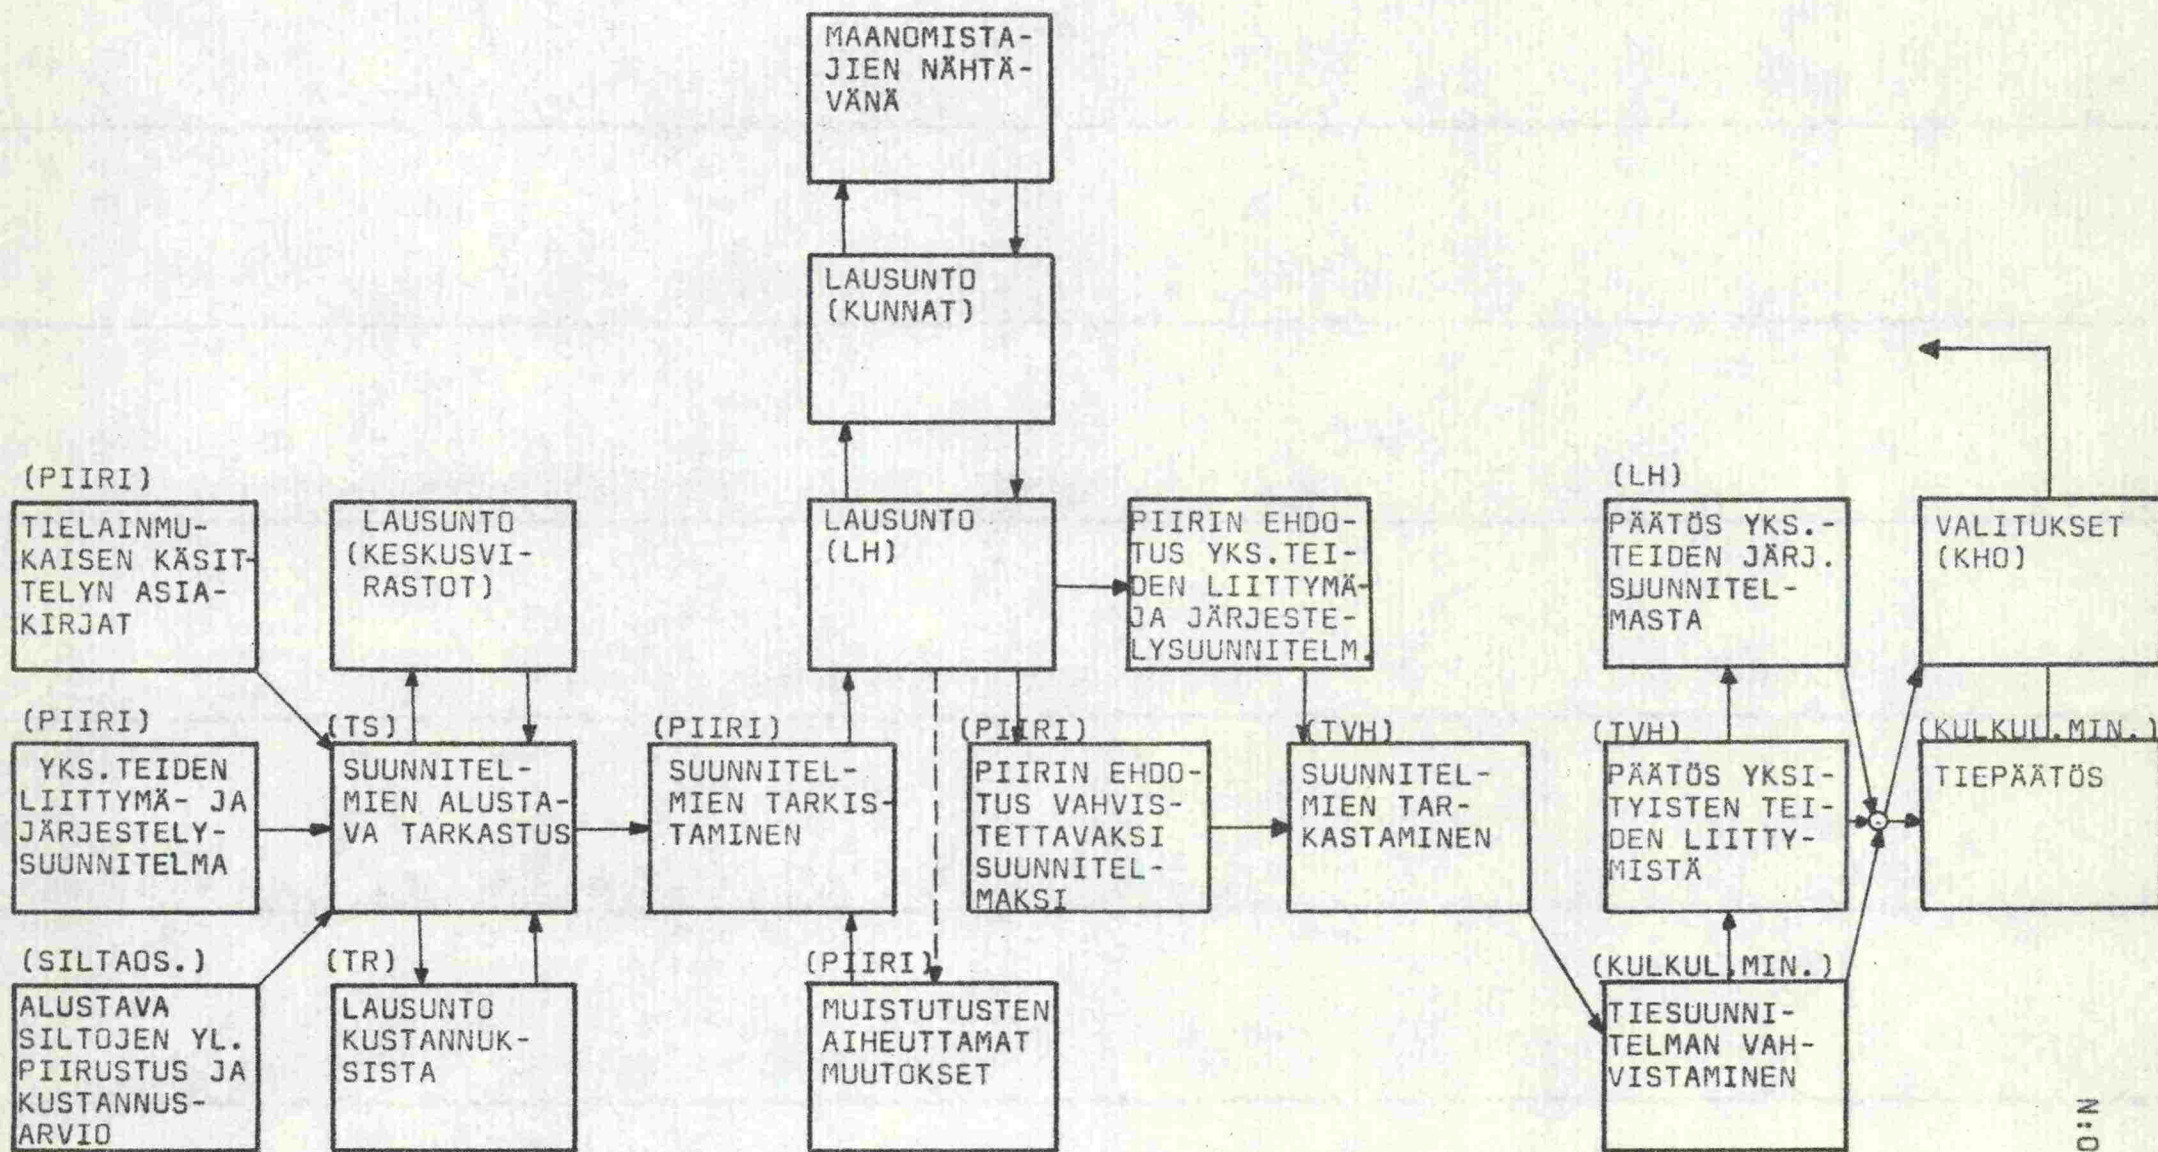 MAANOMISTA-
JIEN NÄHTÄ-
VÄNÄ
LAUSUNTO
(KUNNAT)
(PIIRI)
TIELAINMU-
KAISEN KÄSIT-
TELYN ASIA-
KIRJAT
LAUSUNTO
(KESKUSVI-
RASTOT)
LAUSUNTO
(LH)
PIIRIN EHDO-
TUS YKS.TEI-
DEN LIITTYMÄ-
JA JÄRJESTE-
LYSUUNNITELM.
(LH)
PÄÄTÖS YKS.-
TEIDEN JÄRJ.
SUUNNITEL-
MASTA
VALITUKSET
(KHO)
(PIIRI)
YKS.TEIDEN
LIITTYMÄ- JA
JÄRJESTELY-
SUUNNITELMA
(TS)
SUUNNITEL-
MIEN ALUSTA-
VA TARKASTUS
(PIIRI)
SUUNNITEL-
MIEN TARKIS-
TAMINEN
(PIIRI)
PIIRIN EHDO-
TUS VAHVIS-
TETTAVAKSI
SUUNNITEL-
MAKSI
(TVH)
SUUNNITEL-
MIEN TAR-
KASTAMINEN
(TVH)
PÄÄTÖS YKSI-
TYISTEN TEI-
DEN LIITTY-
MISTÄ
(KULKUL.MIN.)
TIEPÄÄTÖS
(SILTAOS.)
ALUSTAVA
SILTOJEN YL.
PIIRUSTUS JA
KUSTANNUS-
ARVIO
(TR)
LAUSUNTO
KUSTANNUK-
SISTA
(PIIRI)
MUISTUTUSTEN
AIHEUTTAMAT
MUUTOKSET
(KULKUL.MIN.)
TIESUUNNI-
TELMAN VAH-
VISTAMINEN
N:O